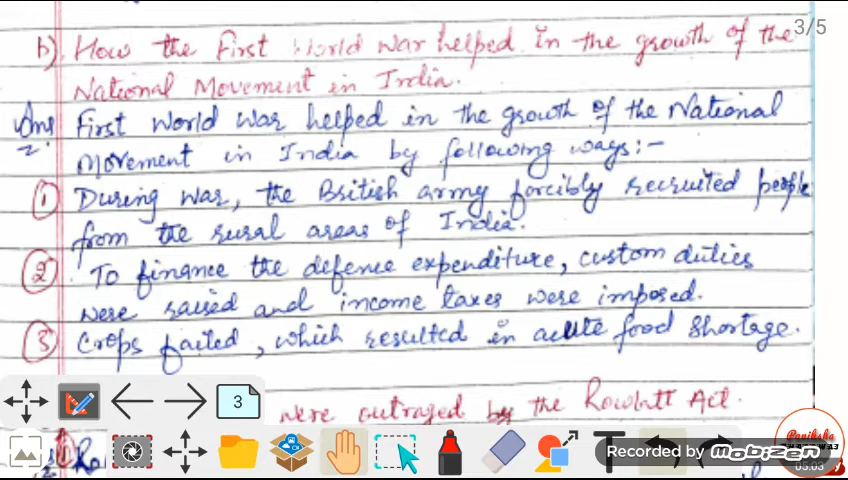 3/5
b). How the First World War helped in the growth of the
National Movement in India.
Ans First World War helped in the growth of the National
Movement in India by following ways:-
① During War, the British army forcibly recruited people
from the rural areas of India.
② To finance the defence expenditure, custom duties
were raised and income taxes were imposed.
③ Crops failed, which resulted in acute food shortage.
3
were outraged by the Rowlatt Act.
Recorded by mobizen
05:03